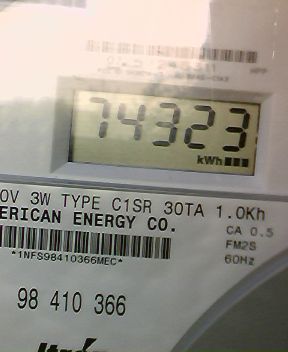 74323
kWh
0V 3W TYPE C1SR 30TA 1.0Kh
ERICAN ENERGY CO.
CA 0.5
*1NFS98410366MEC*
FM2S
60Hz
98 410 366
Itron